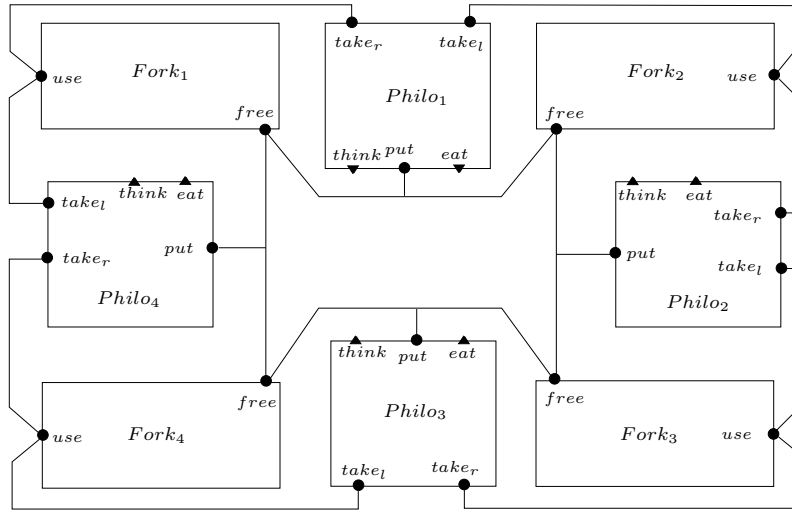 take_r
take_l
use
Fork_1
Philo_1
Fork_2
use
free
think
put
eat
free
think
eat
take_l
put
take_r
Philo_4
think
eat
take_r
put
take_l
Philo_2
think
put
eat
free
free
use
Fork_4
Philo_3
Fork_3
use
take_l
take_r